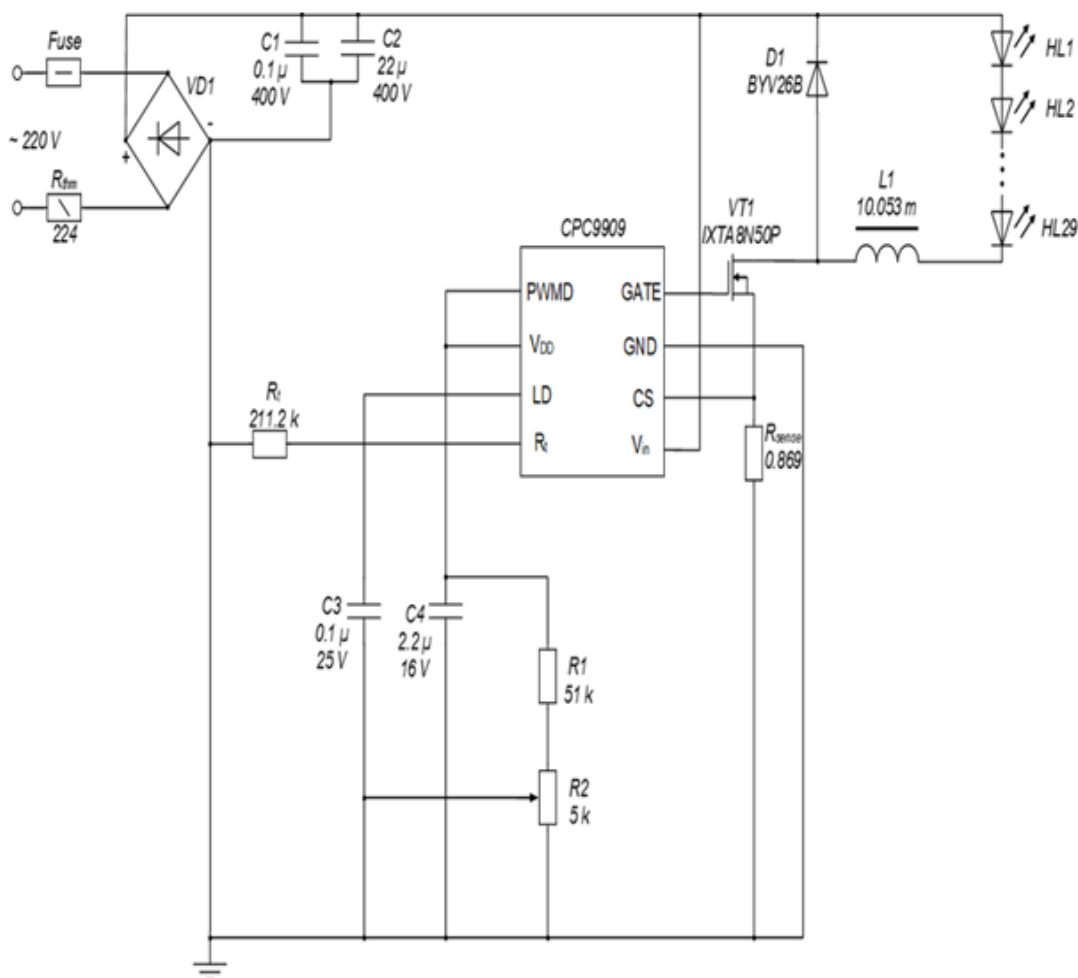 Fuse
~ 220 V
Rthm
224
VD1
+
-
C1
0.1 μ
400 V
C2
22 μ
400 V
D1
BYV26B
HL1
HL2
HL29
L1
10.053 m
VT1
IXTA8N50P
CPC9909
PWMD
VDD
LD
Rt
GATE
GND
CS
Vin
Rt
211.2 k
Rsense
0.869
C3
0.1 μ
25 V
C4
2.2 μ
16 V
R1
51 k
R2
5 k